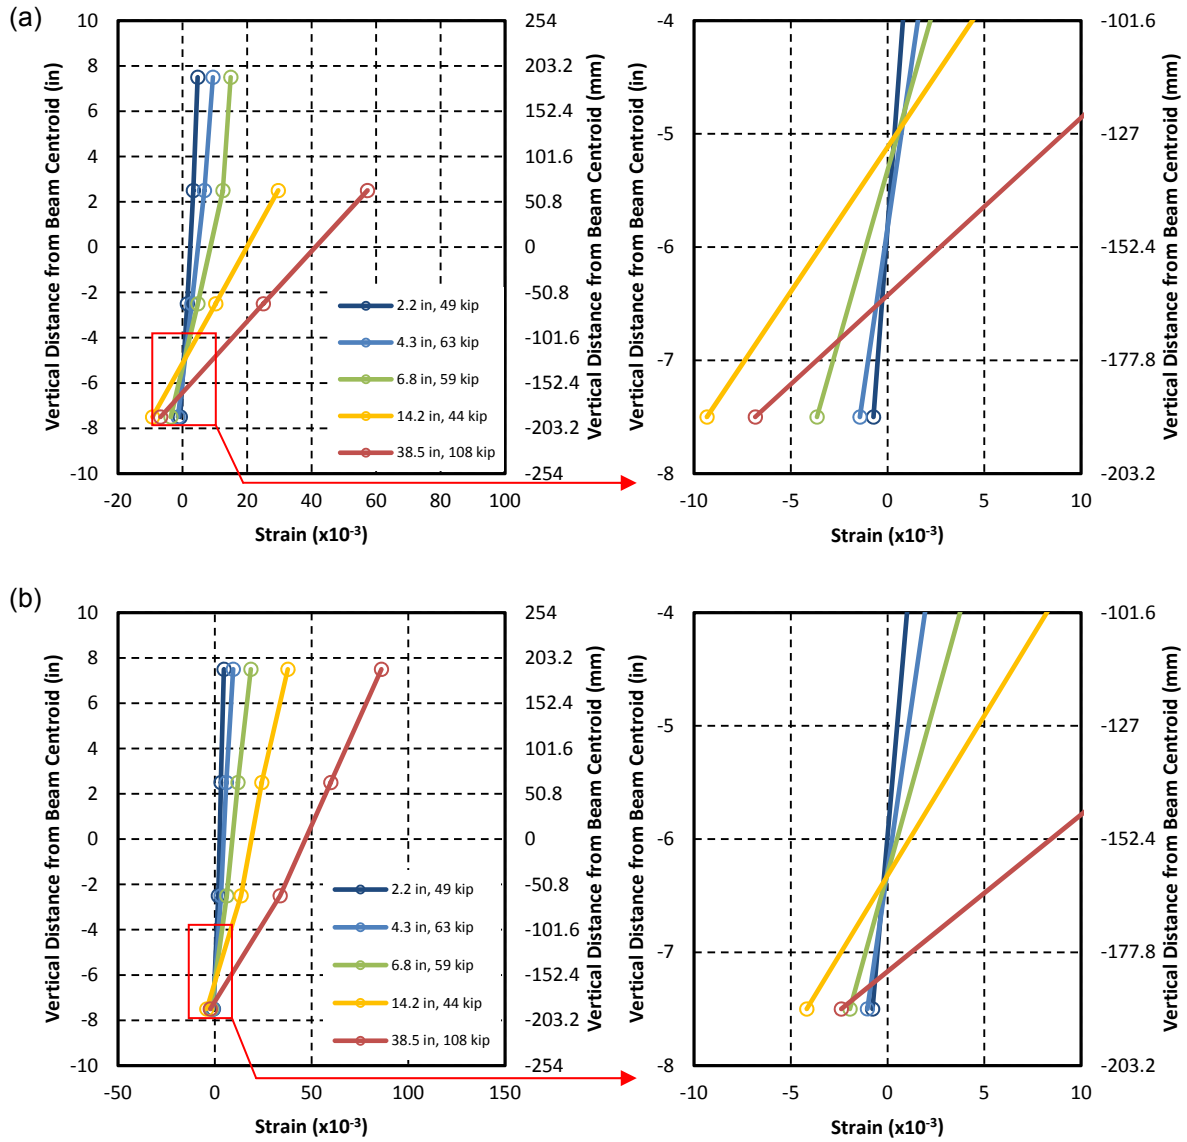 (a)
Vertical Distance from Beam Centroid (in)
10
8
6
4
2
0
-2
-4
-6
-8
-10
-20 0 20 40 60 80 100
Strain (x10⁻³)
254
203.2
152.4
101.6
50.8
0
-50.8
-101.6
-152.4
-203.2
-254
Vertical Distance from Beam Centroid (mm)
2.2 in, 49 kip
4.3 in, 63 kip
6.8 in, 59 kip
14.2 in, 44 kip
38.5 in, 108 kip
Vertical Distance from Beam Centroid (in)
-4
-5
-6
-7
-8
-10 -5 0 5 10
Strain (x10⁻³)
-101.6
-127
-152.4
-177.8
-203.2
Vertical Distance from Beam Centroid (mm)
(b)
Vertical Distance from Beam Centroid (in)
10
8
6
4
2
0
-2
-4
-6
-8
-10
-50 0 50 100 150
Strain (x10⁻³)
254
203.2
152.4
101.6
50.8
0
-50.8
-101.6
-152.4
-203.2
-254
Vertical Distance from Beam Centroid (mm)
2.2 in, 49 kip
4.3 in, 63 kip
6.8 in, 59 kip
14.2 in, 44 kip
38.5 in, 108 kip
Vertical Distance from Beam Centroid (in)
-4
-5
-6
-7
-8
-10 -5 0 5 10
Strain (x10⁻³)
-101.6
-127
-152.4
-177.8
-203.2
Vertical Distance from Beam Centroid (mm)